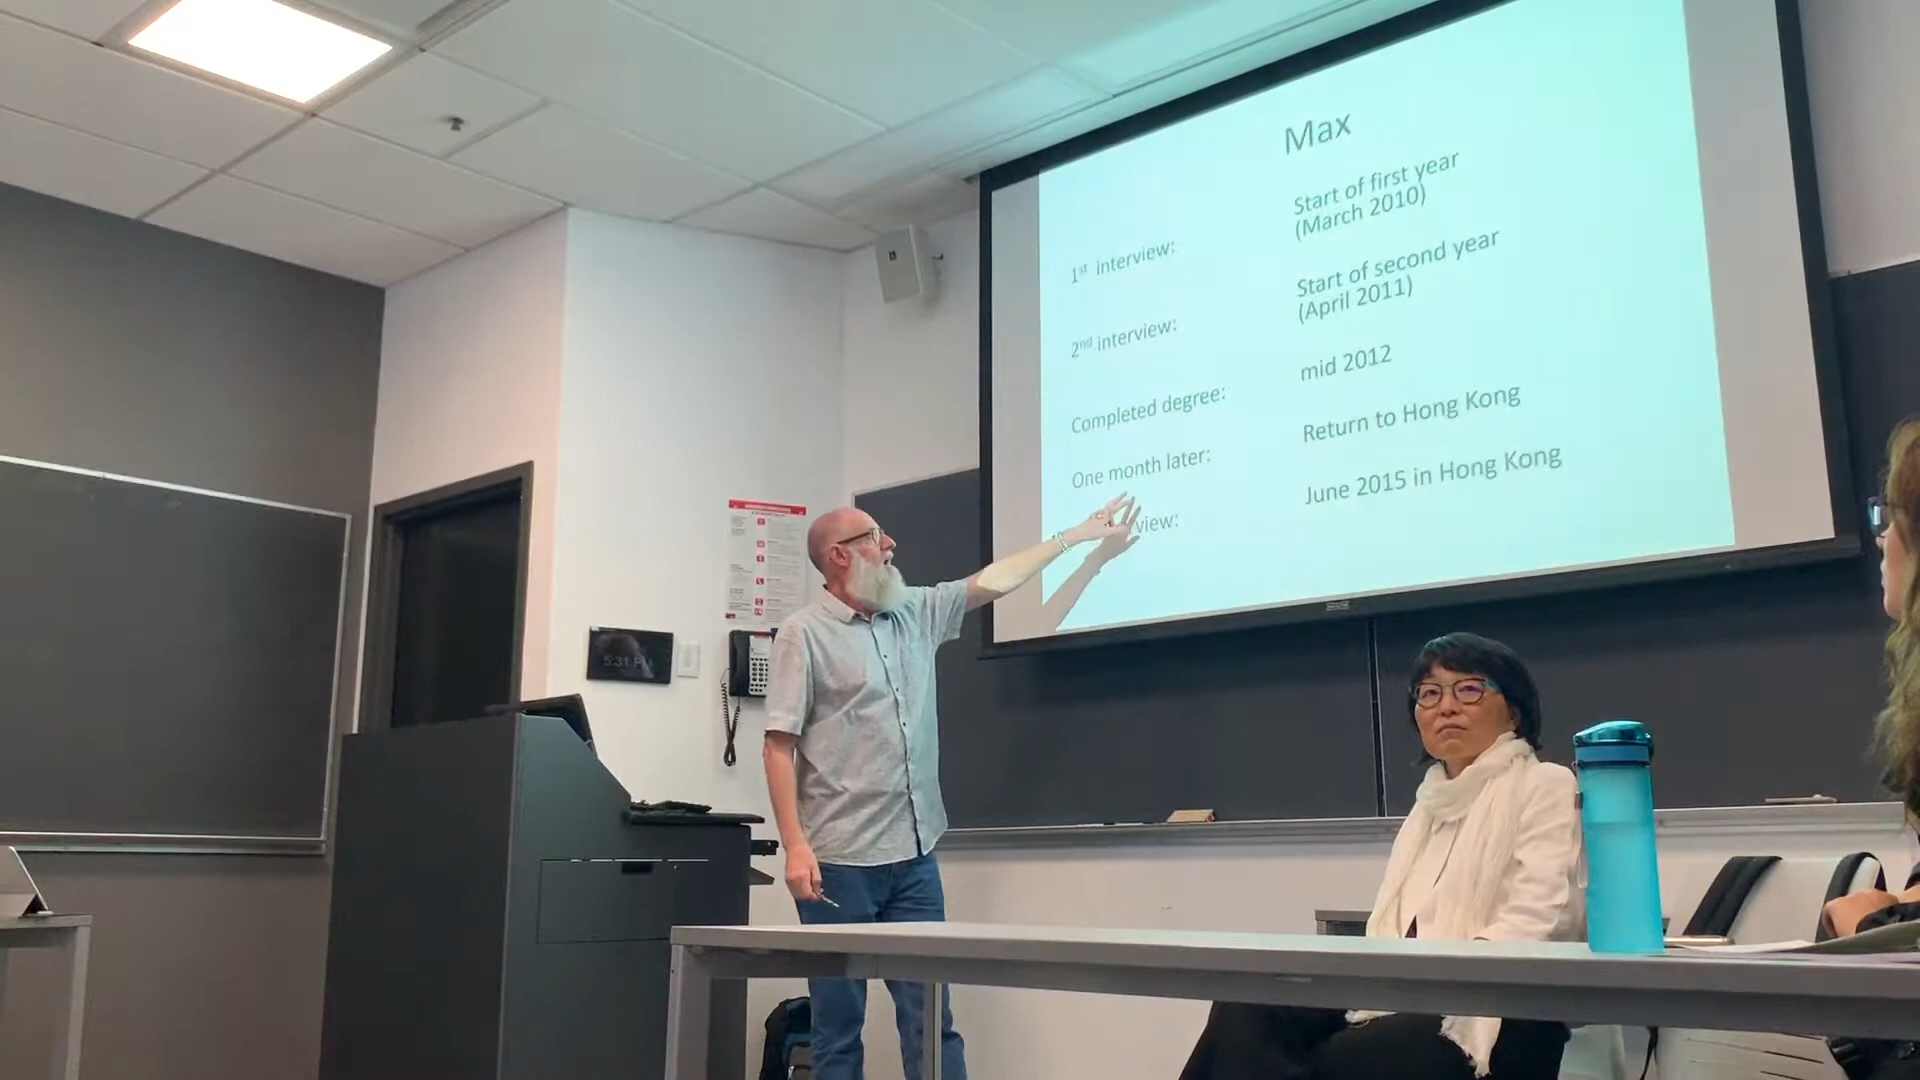 Max
1st interview:
Start of first year
(March 2010)
2nd interview:
Start of second year
(April 2011)
Completed degree:
mid 2012
One month later:
Return to Hong Kong
view:
June 2015 in Hong Kong
5:31 PM